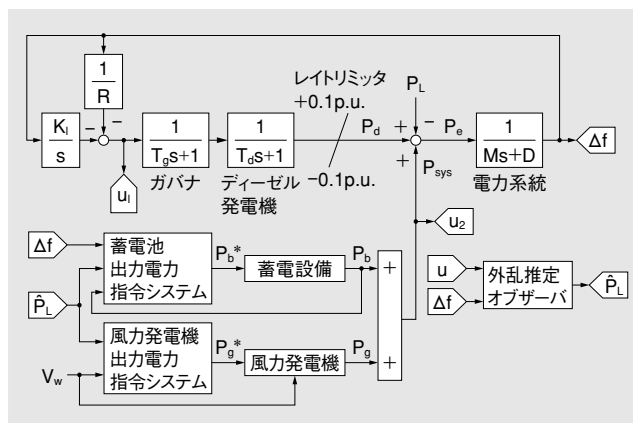 1
R
K_I
s
1
T_gs+1
ガバナ
1
T_ds+1
ディーゼル
発電機
レイトリミッタ
+0.1p.u.
−0.1p.u.
P_d
P_L
−
+
+
−
−
P_e
P_sys
1
Ms+D
電力系統
Δf
u_I
u_2
Δf
P̂_L
V_w
蓄電池
出力電力
指令システム
P_b*
蓄電設備
P_b
風力発電機
出力電力
指令システム
P_g*
風力発電機
P_g
+
+
u
Δf
外乱推定
オブザーバ
P̂_L